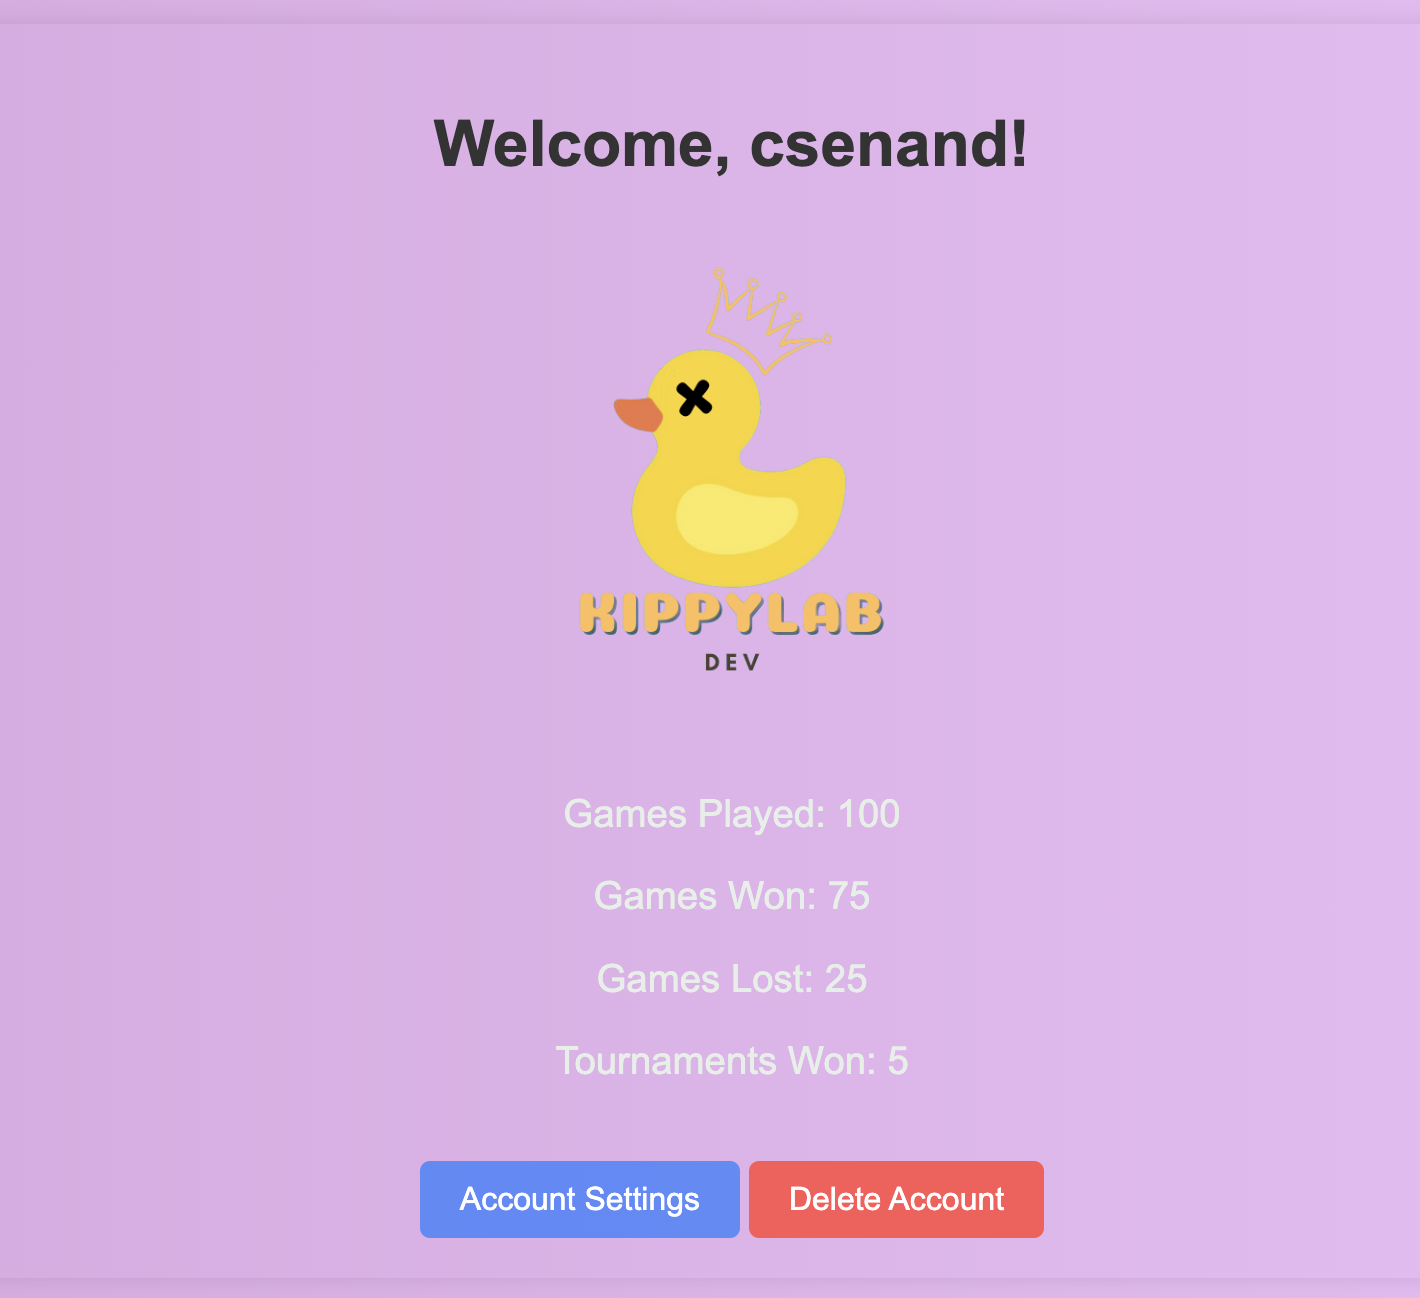 Welcome, csenand!
KIPPYLAB
DEV
Games Played: 100
Games Won: 75
Games Lost: 25
Tournaments Won: 5
Account Settings
Delete Account